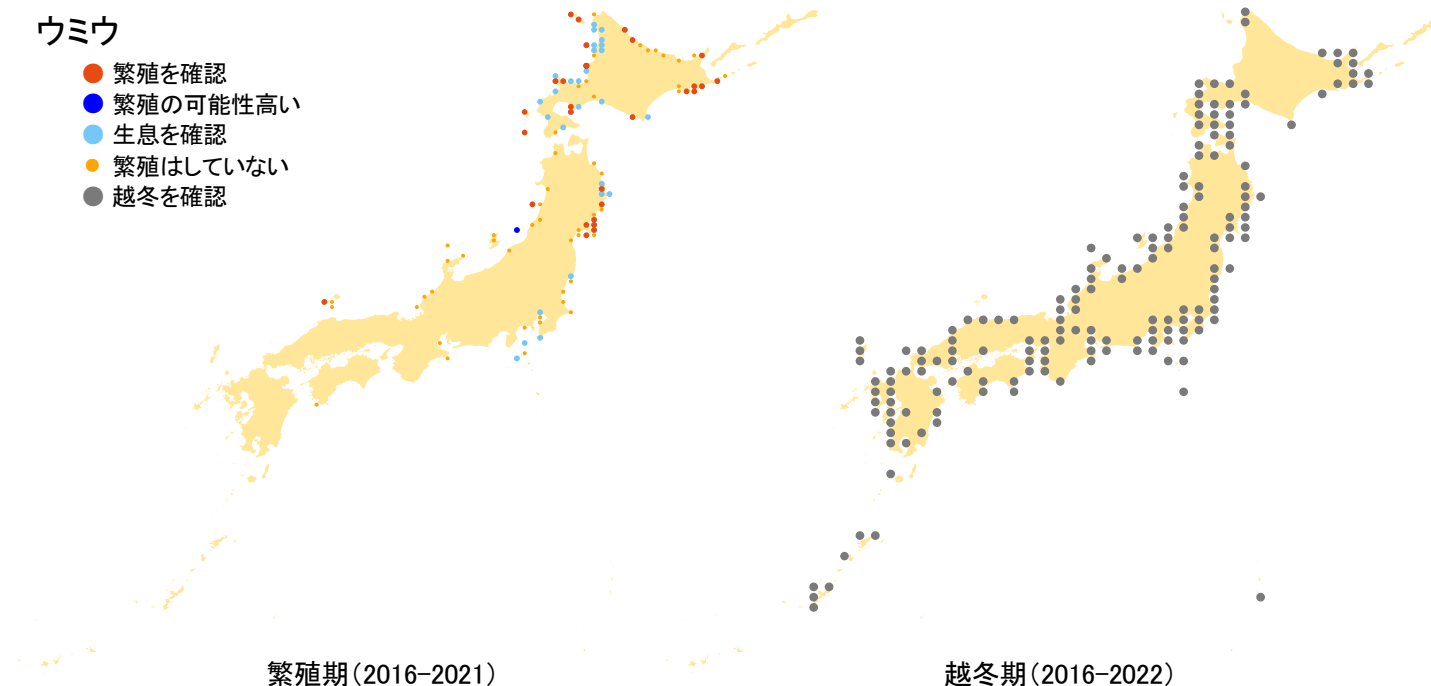 ウミウ
繁殖を確認
繁殖の可能性高い
生息を確認
繁殖はしていない
越冬を確認
繁殖期（2016-2021）
越冬期（2016-2022）